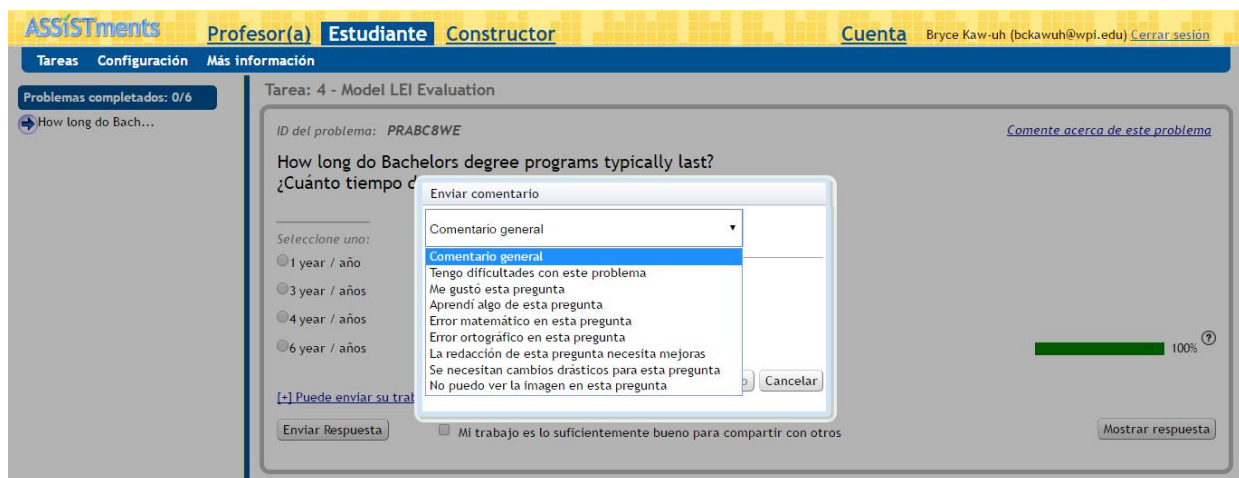 ASSISTments Profesor(a) Estudiante Constructor Cuenta Bryce Kaw-uh (bckawuh@wpi.edu) Cerrar sesión
Tareas Configuración Más información
Problemas completados: 0/6
How long do Bach...
Tarea: 4 - Model LEI Evaluation
ID del problema: PRABC8WE Comente acerca de este problema
How long do Bachelors degree programs typically last?
¿Cuánto tiempo d
Enviar comentario
Comentario general
Comentario general
Tengo dificultades con este problema
Me gustó esta pregunta
Aprendí algo de esta pregunta
Error matemático en esta pregunta
Error ortográfico en esta pregunta
La redacción de esta pregunta necesita mejoras
Se necesitan cambios drásticos para esta pregunta
No puedo ver la imagen en esta pregunta
Cancelar
Seleccione uno:
1 year / año
3 year / años
4 year / años
6 year / años
100% ?
[+] Puede enviar su trab
Enviar Respuesta Mi trabajo es lo suficientemente bueno para compartir con otros Mostrar respuesta